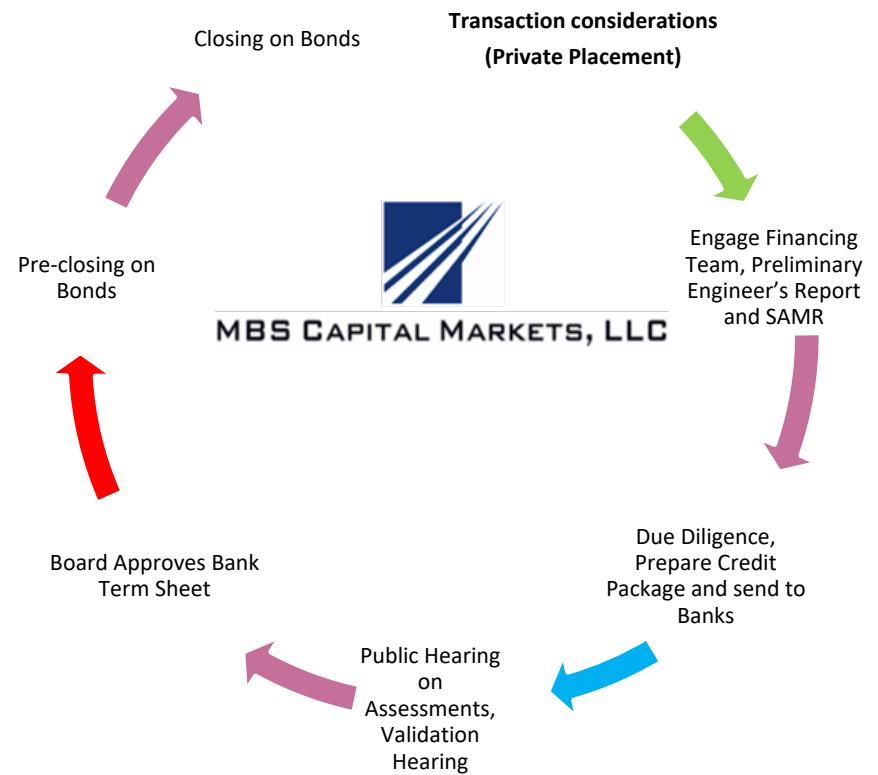 Transaction considerations
(Private Placement)
Engage Financing
Team, Preliminary
Engineer’s Report
and SAMR
Due Diligence,
Prepare Credit
Package and send to
Banks
Public Hearing
on
Assessments,
Validation
Hearing
Board Approves Bank
Term Sheet
Pre-closing on
Bonds
Closing on Bonds
MBS CAPITAL MARKETS, LLC